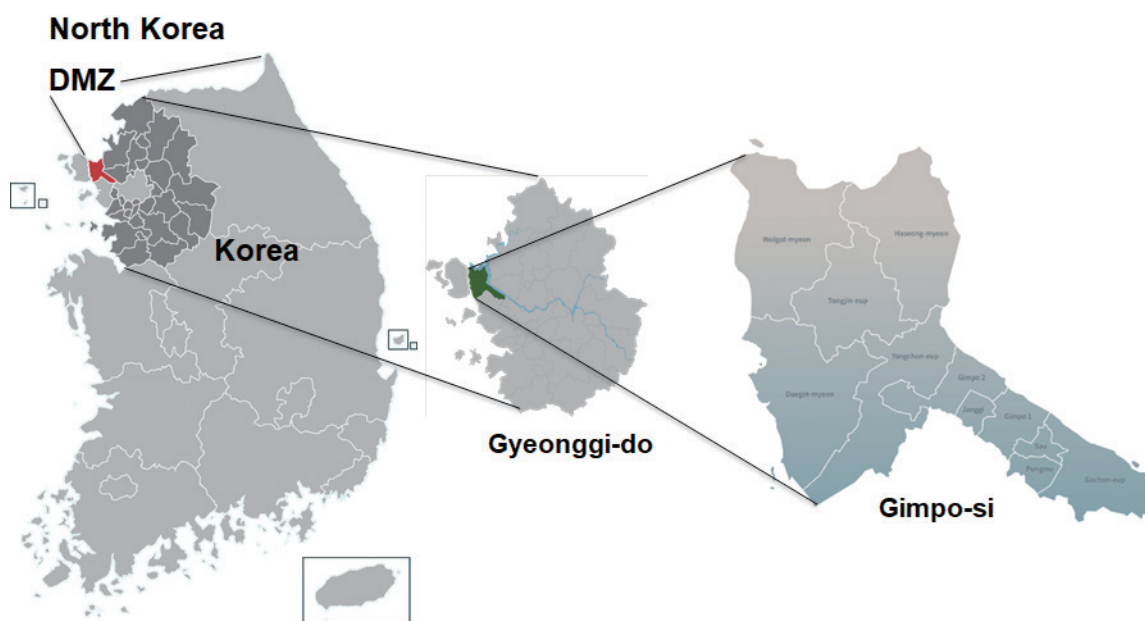 North Korea
DMZ
Korea
Gyeonggi-do
Gimpo-si
Wolgot-myeon
Haseong-myeon
Tongjin-eup
Yangchon-eup
Daegot-myeon
Gimpo 2
Janggi
Gimpo 1
Sau
Pungmu
Gochon-eup